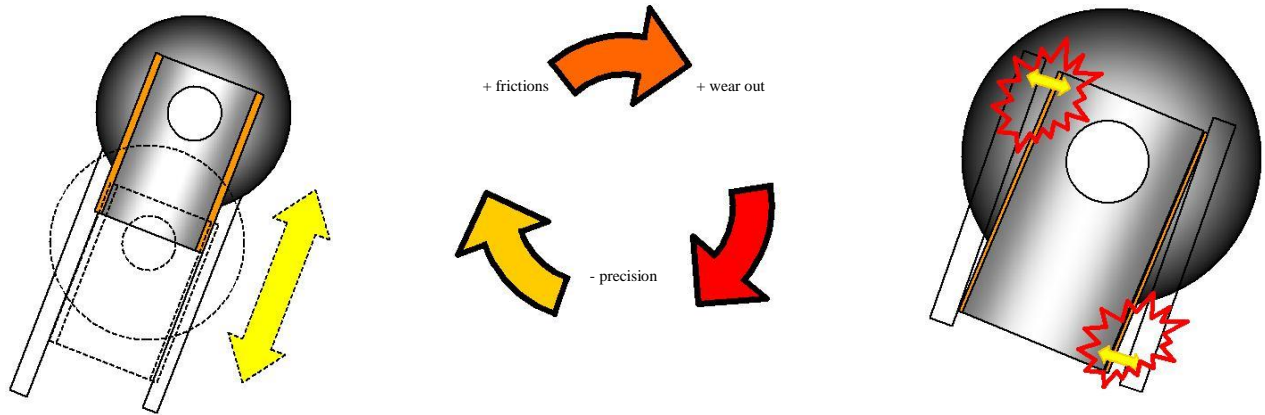 + frictions
+ wear out
- precision